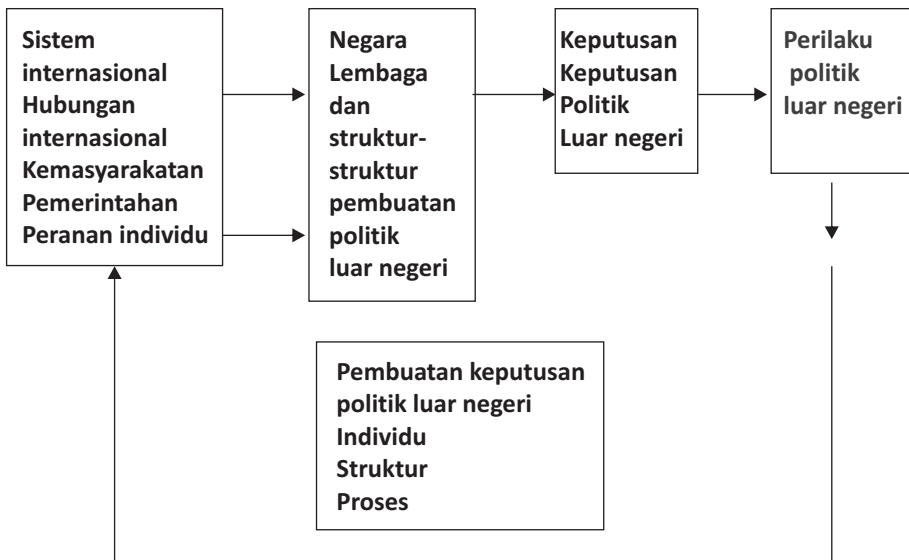 Sistem
internasional
Hubungan
internasional
Kemasyarakatan
Pemerintahan
Peranan individu
Negara
Lembaga
dan
struktur-
struktur
pembuatan
politik
luar negeri
Keputusan
Keputusan
Politik
Luar negeri
Perilaku
politik
luar negeri
Pembuatan keputusan
politik luar negeri
Individu
Struktur
Proses